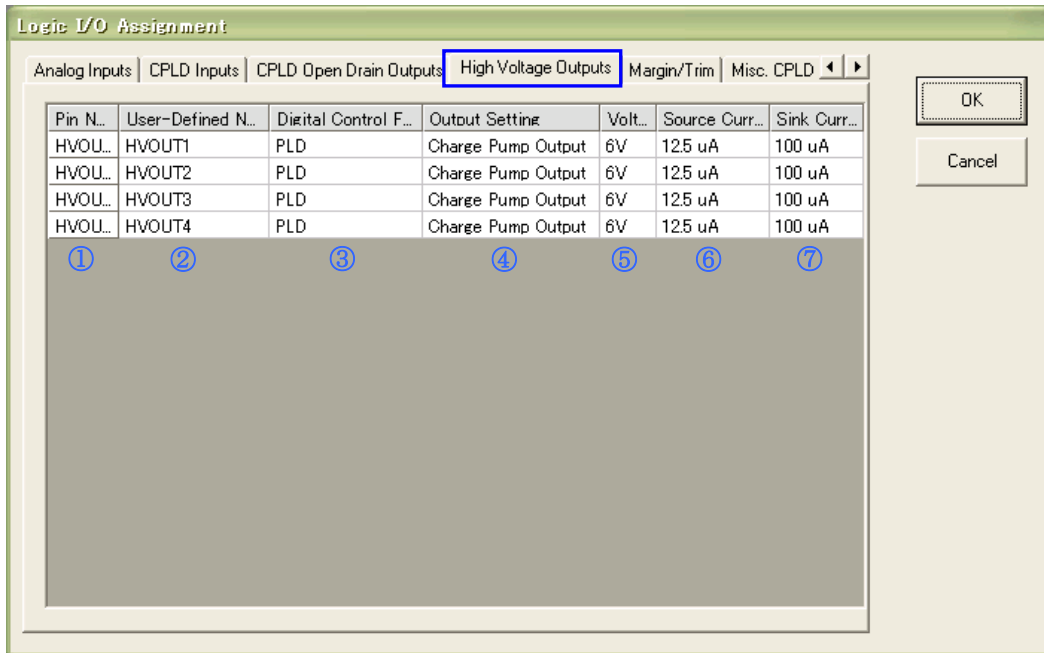 Logic I/O Assignment
Analog Inputs CPLD Inputs CPLD Open Drain Outputs High Voltage Outputs Margin/Trim Misc. CPLD
OK
Cancel
Pin N... User-Defined N... Digital Control F... Output Setting Volt... Source Curr... Sink Curr...
HVOU... HVOUT1 PLD Charge Pump Output 6V 12.5 uA 100 uA
HVOU... HVOUT2 PLD Charge Pump Output 6V 12.5 uA 100 uA
HVOU... HVOUT3 PLD Charge Pump Output 6V 12.5 uA 100 uA
HVOU... HVOUT4 PLD Charge Pump Output 6V 12.5 uA 100 uA
① ② ③ ④ ⑤ ⑥ ⑦